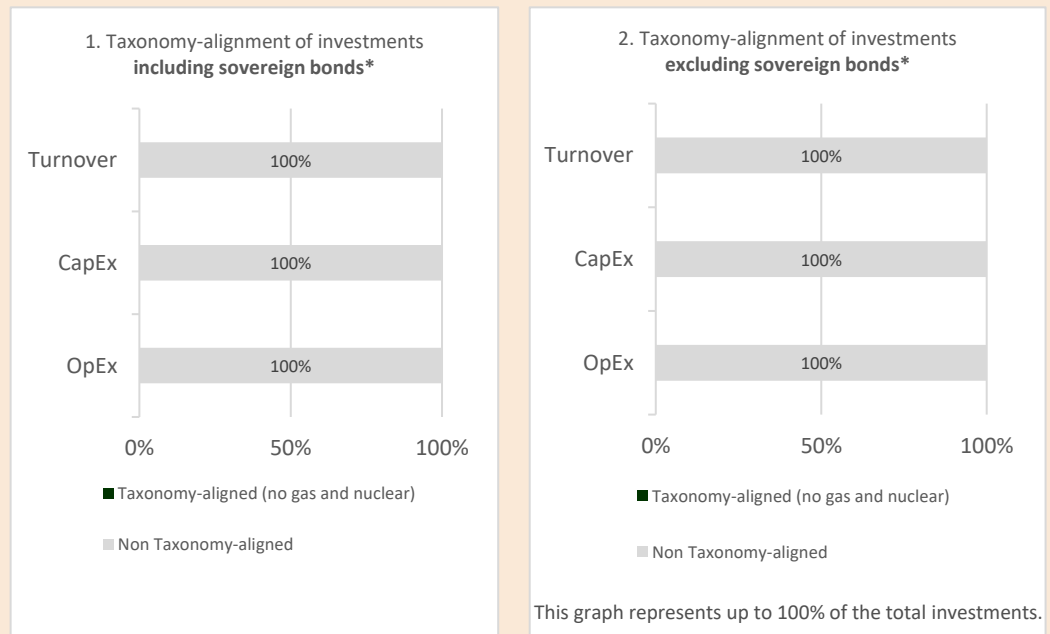 1. Taxonomy-alignment of investments
including sovereign bonds*
Turnover
100%
CapEx
100%
OpEx
100%
0%
50%
100%
Taxonomy-aligned (no gas and nuclear)
Non Taxonomy-aligned
2. Taxonomy-alignment of investments
excluding sovereign bonds*
Turnover
100%
CapEx
100%
OpEx
100%
0%
50%
100%
Taxonomy-aligned (no gas and nuclear)
Non Taxonomy-aligned
This graph represents up to 100% of the total investments.